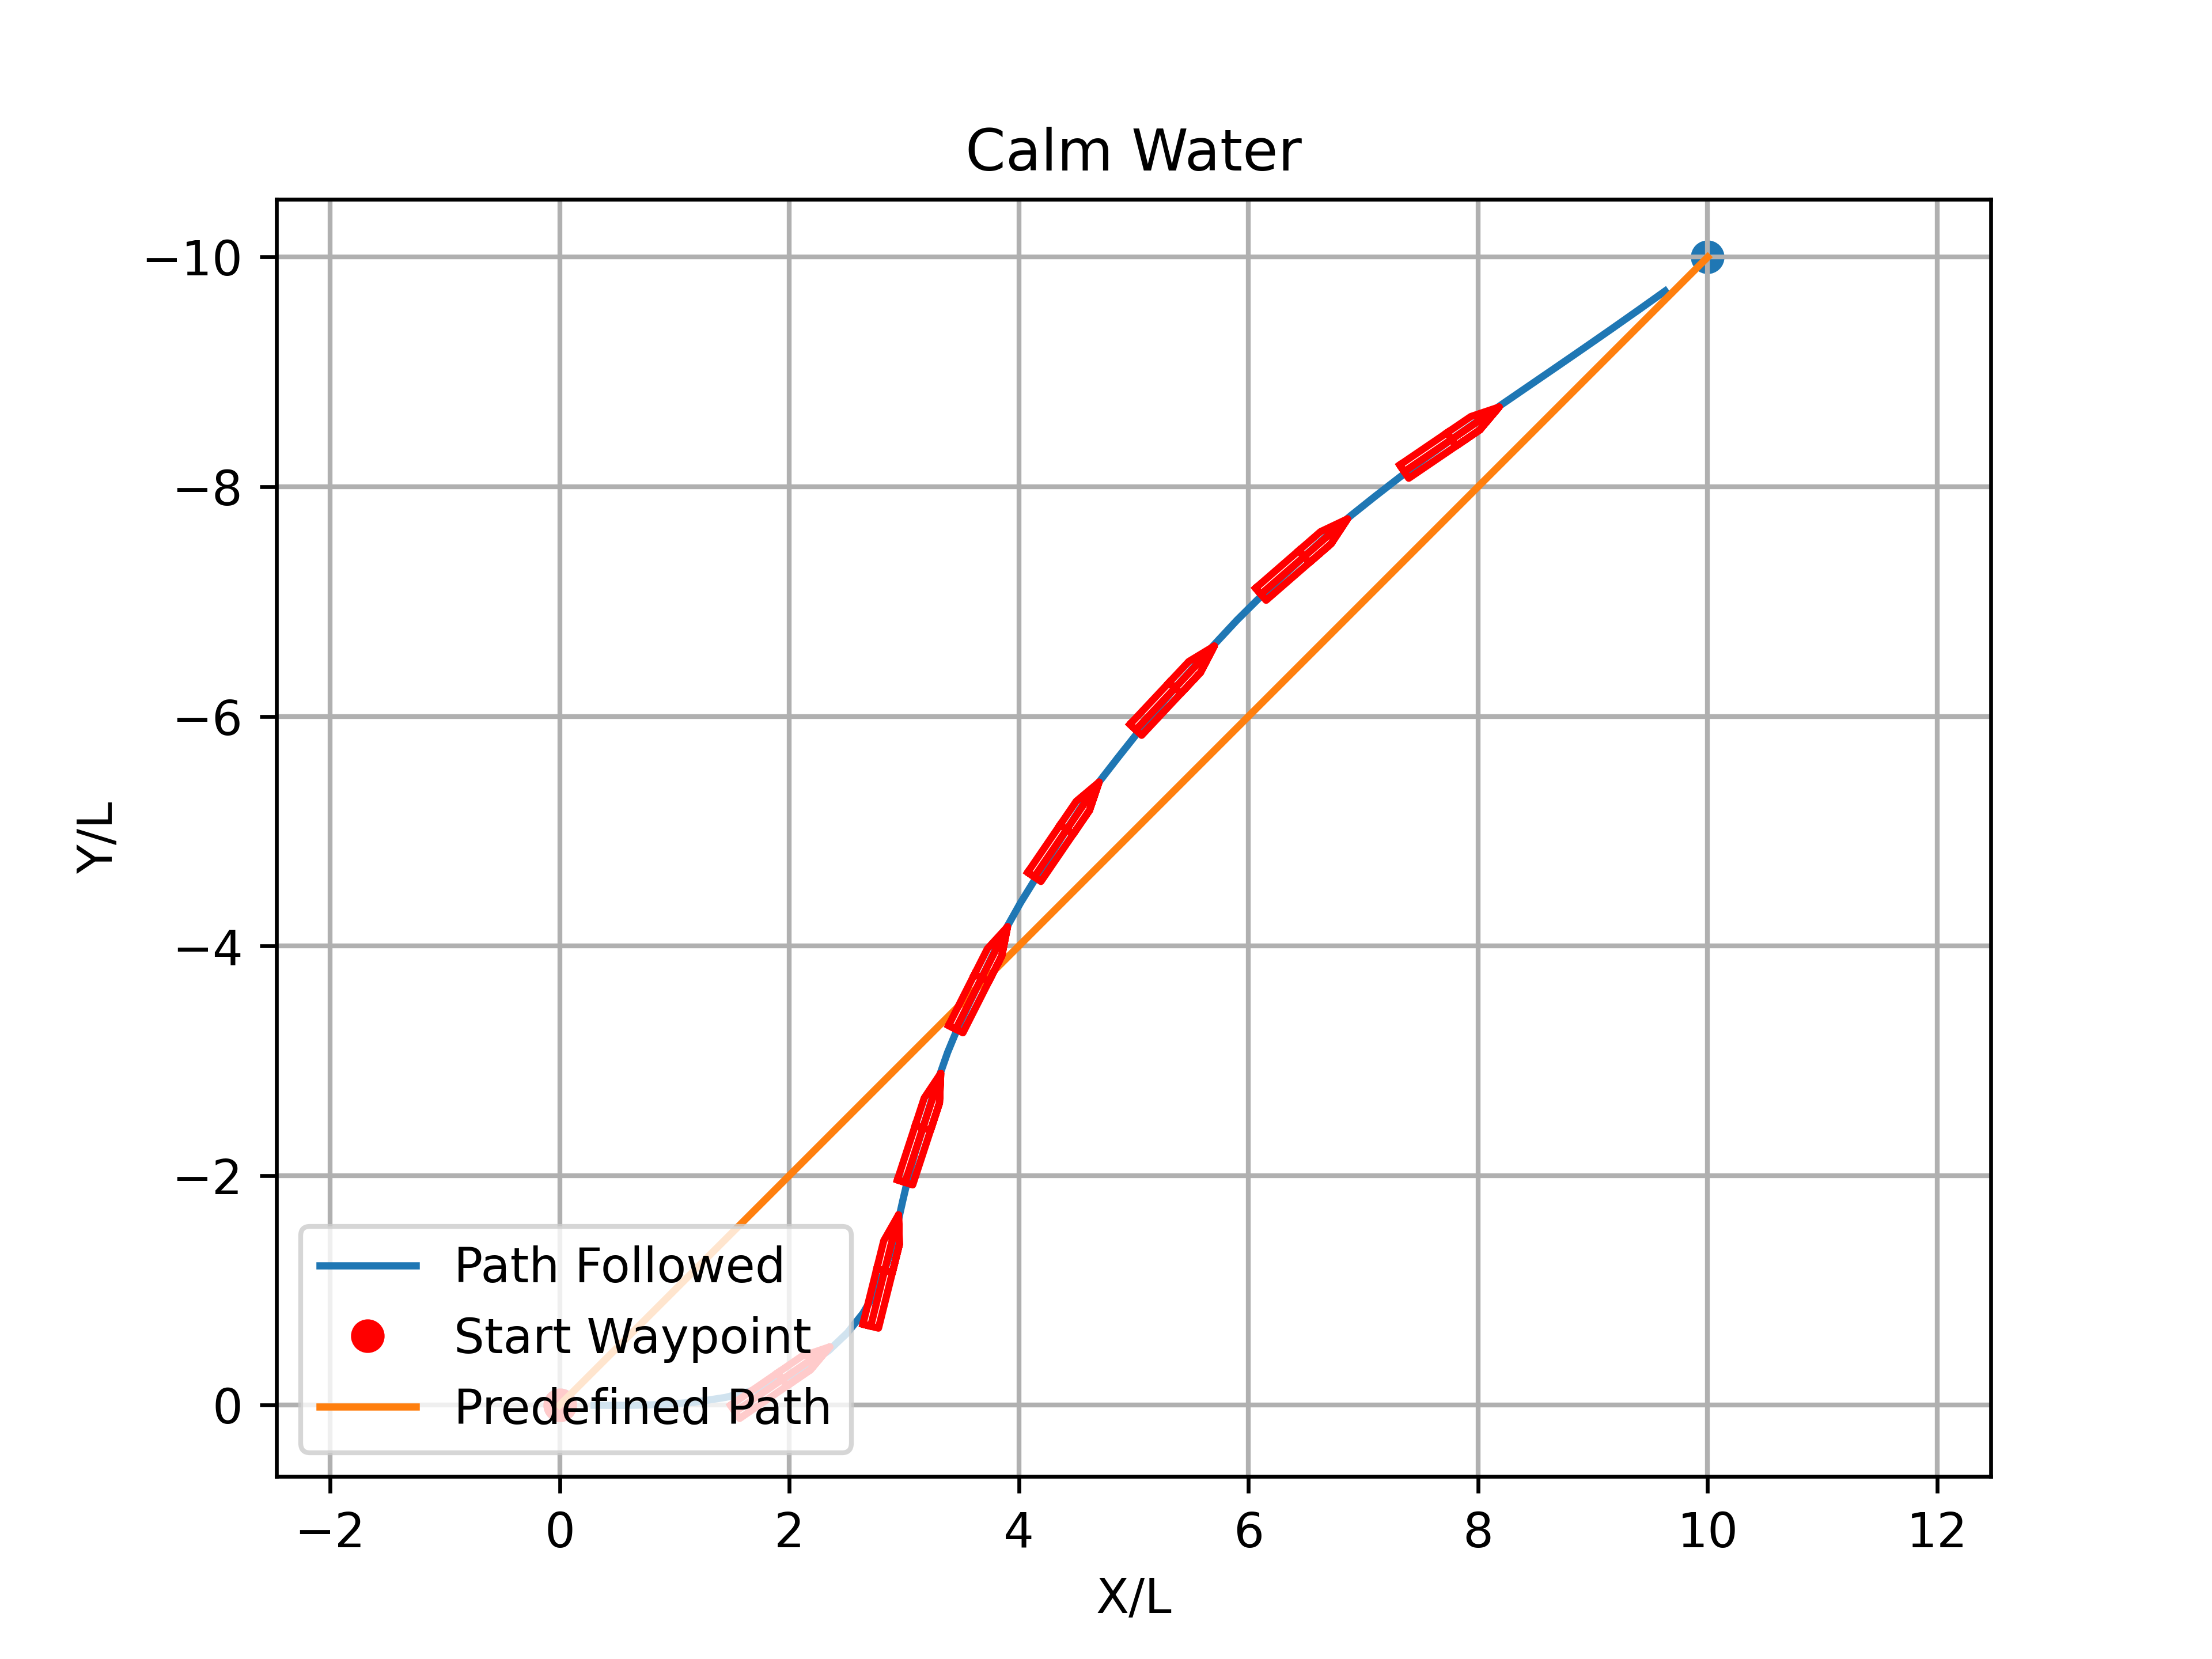 Calm Water
−10
−8
−6
−4
−2
0
Y/L
Path Followed
Start Waypoint
Predefined Path
−2 0 2 4 6 8 10 12
X/L